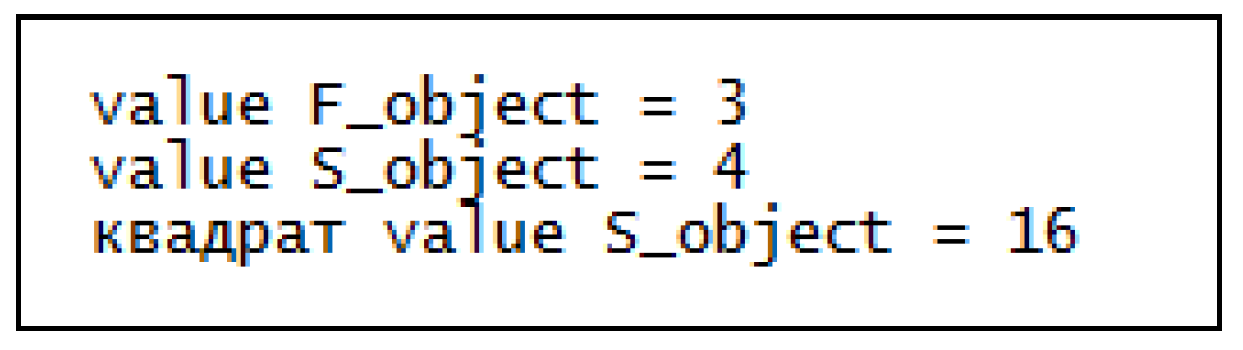 value F_object = 3
value S_object = 4
квадрат value S_object = 16